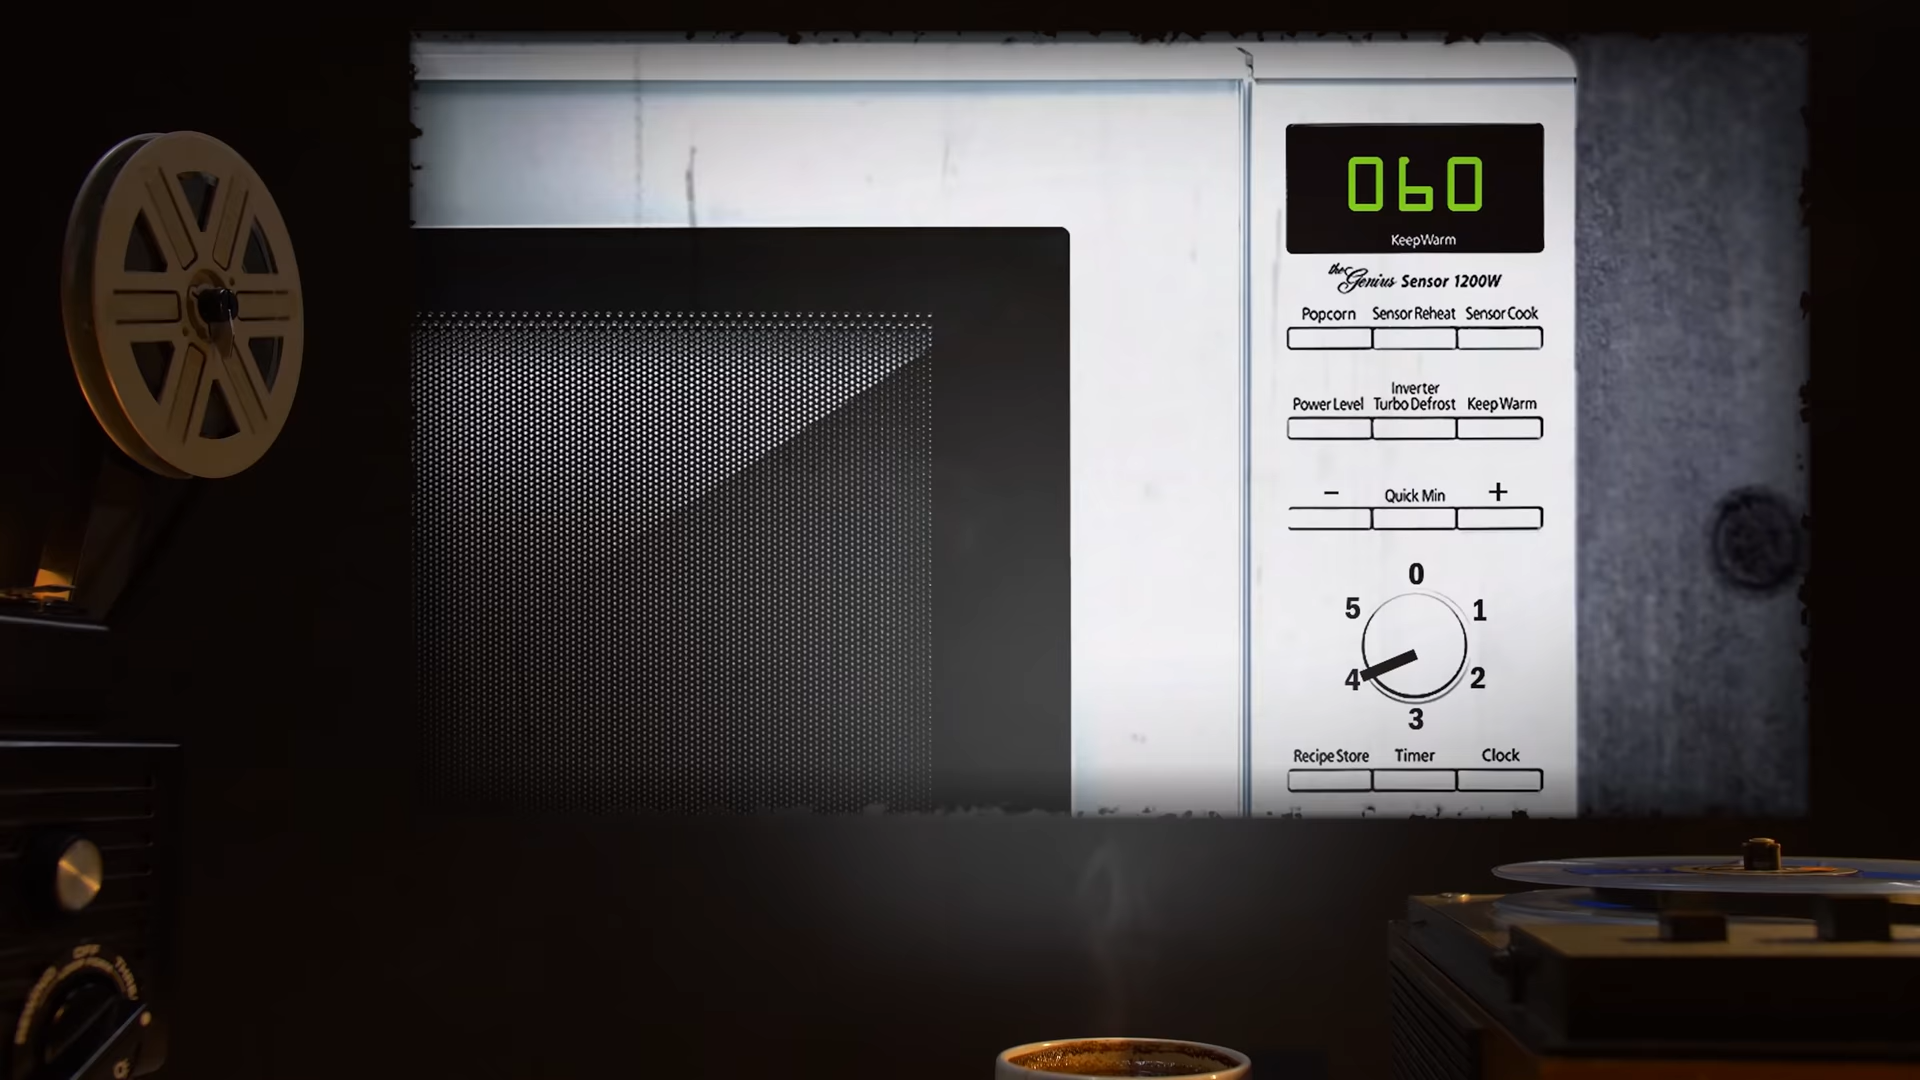 060
KeepWarm
the Genius Sensor 1200W
Popcorn Sensor Reheat Sensor Cook
Power Level Inverter Turbo Defrost Keep Warm
− Quick Min +
0
5 1
4 2
3
Recipe Store Timer Clock
OFF